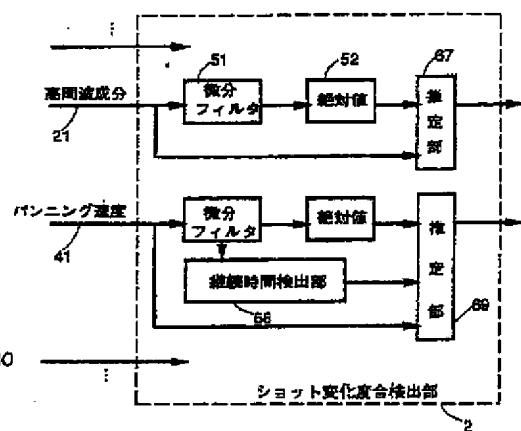 51
52
67
高周波成分
21
微分
フィルタ
絶対値
推定部
パンニング速度
41
微分
フィルタ
絶対値
推定部
継続時間検出部
69
ショット変化度合検出部
2